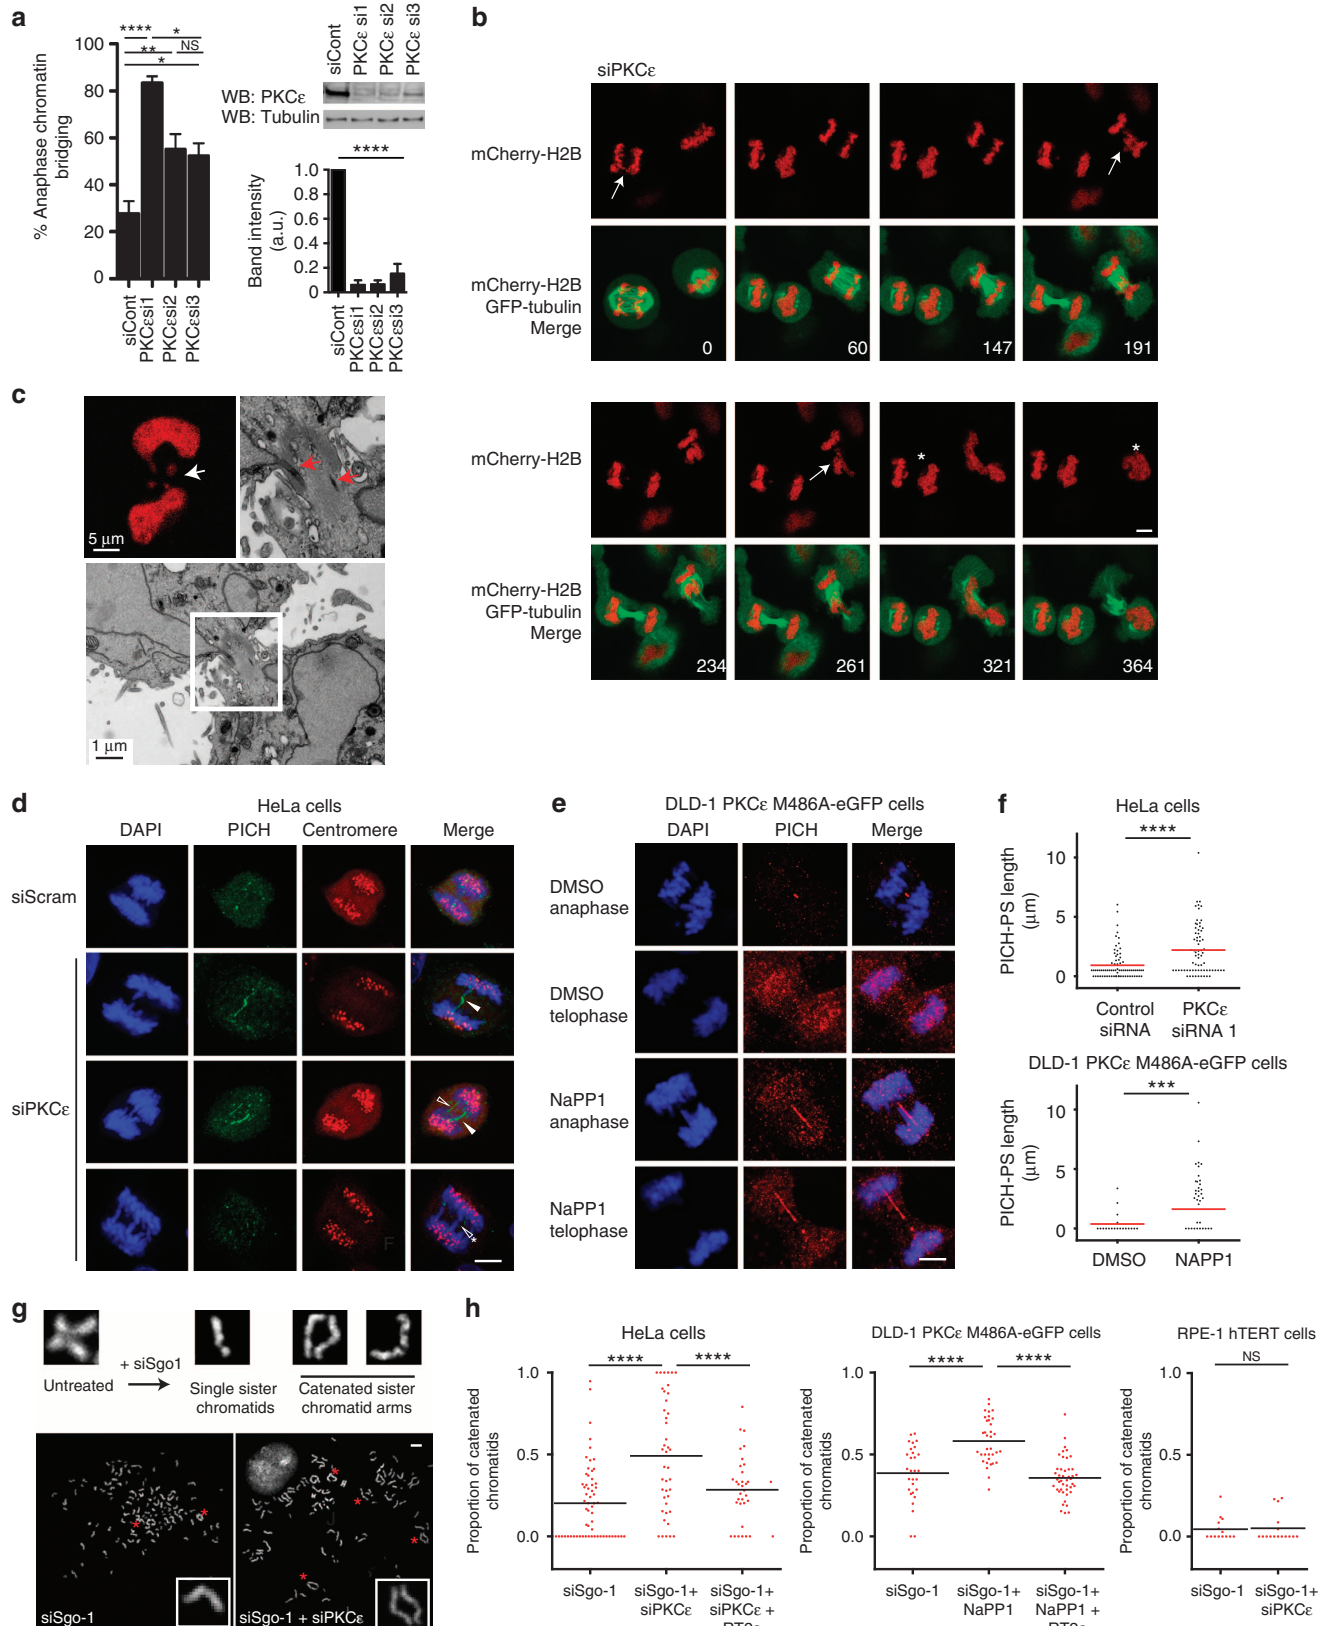 a
****
*
**
NS
*
100
80
60
40
20
0
% Anaphase chromatin
bridging
siCont
PKCεsi1
PKCεsi2
PKCεsi3
siCont
PKCε si1
PKCε si2
PKCε si3
WB: PKCε
WB: Tubulin
****
1.0
0.8
0.6
0.4
0.2
0
Band intensity
(a.u.)
siCont
PKCεsi1
PKCεsi2
PKCεsi3
b
siPKCε
mCherry-H2B
mCherry-H2B
GFP-tubulin
Merge
0
60
147
191
mCherry-H2B
*
*
mCherry-H2B
GFP-tubulin
Merge
234
261
321
364
c
5 μm
1 μm
d
HeLa cells
DAPI
PICH
Centromere
Merge
siScram
siPKCε
*
F
e
DLD-1 PKCε M486A-eGFP cells
DAPI
PICH
Merge
DMSO
anaphase
DMSO
telophase
NaPP1
anaphase
NaPP1
telophase
f
HeLa cells
****
10
5
0
PICH-PS length
(μm)
Control
siRNA
PKCε
siRNA 1
DLD-1 PKCε M486A-eGFP cells
***
10
5
0
PICH-PS length
(μm)
DMSO
NAPP1
g
Untreated
+ siSgo1
Single sister
chromatids
Catenated sister
chromatid arms
*
*
siSgo-1
*
*
*
*
siSgo-1 + siPKCε
h
HeLa cells
****
****
1.0
0.5
0.0
Proportion of catenated
chromatids
siSgo-1
siSgo-1+
siPKCε
siSgo-1+
siPKCε +
DLD-1 PKCε M486A-eGFP cells
****
****
1.0
0.5
0.0
Proportion of catenated
chromatids
siSgo-1
siSgo-1+
NaPP1
siSgo-1+
NaPP1 +
RPE-1 hTERT cells
NS
1.0
0.5
0.0
Proportion of catenated
chromatids
siSgo-1
siSgo-1+
siPKCε